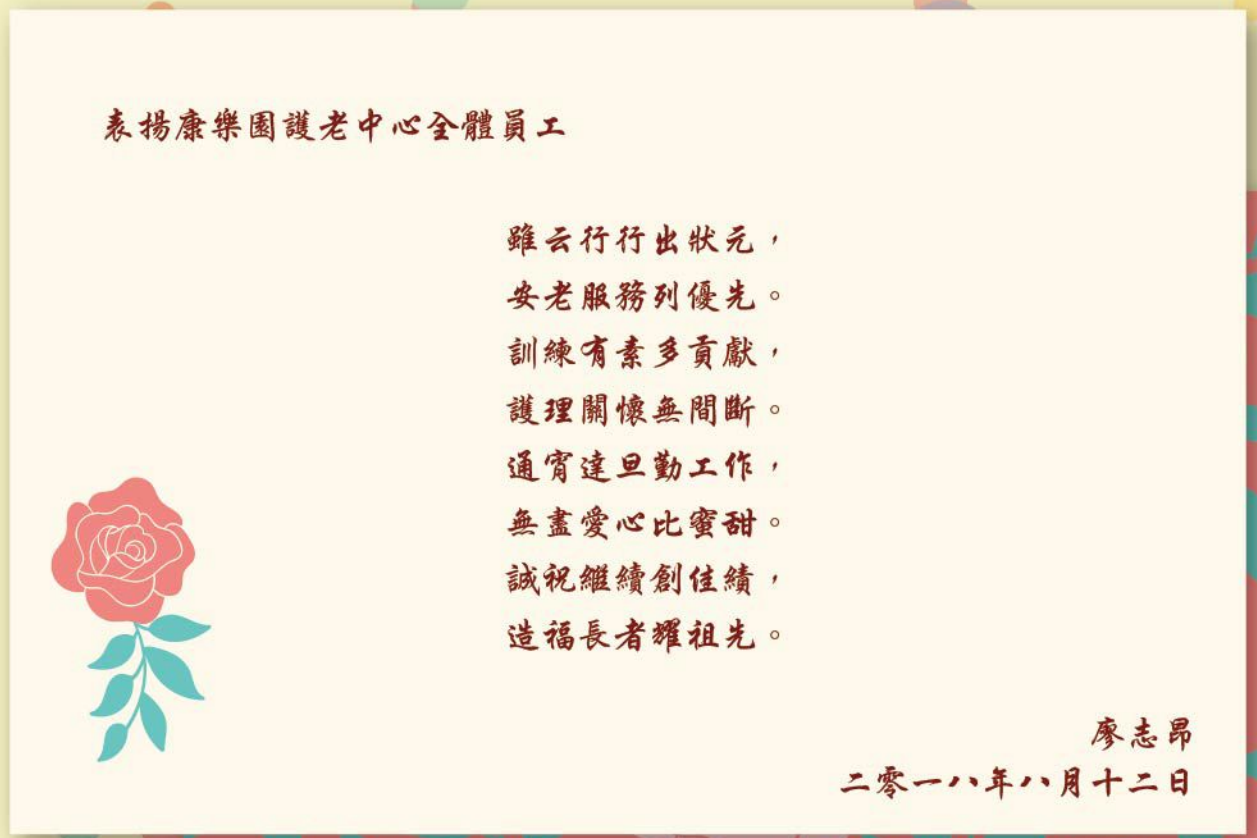 表揚康樂園護老中心全體員工
雖云行行出狀元，
安老服務列優先。
訓練有素多貢獻，
護理關懷無間斷。
通宵達旦勤工作，
無盡愛心比蜜甜。
誠祝繼續創佳績，
造福長者耀祖先。
廖志昂
二零一八年八月十二日